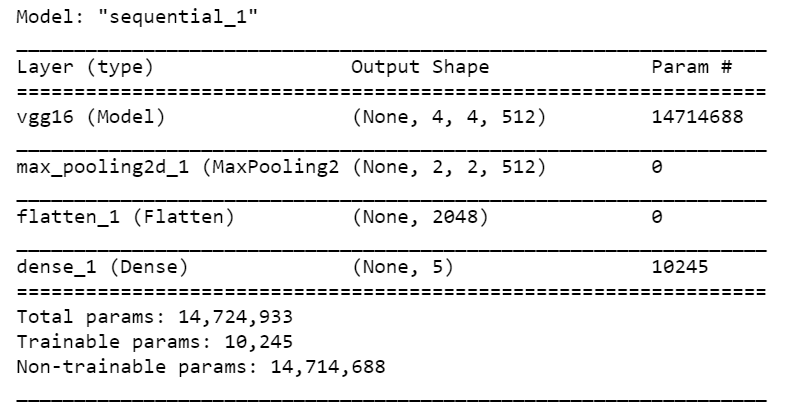 Model: "sequential_1"
_________________________________________________________________
Layer (type)                 Output Shape              Param #
=================================================================
vgg16 (Model)                (None, 4, 4, 512)         14714688
_________________________________________________________________
max_pooling2d_1 (MaxPooling2 (None, 2, 2, 512)         0
_________________________________________________________________
flatten_1 (Flatten)          (None, 2048)              0
_________________________________________________________________
dense_1 (Dense)              (None, 5)                 10245
=================================================================
Total params: 14,724,933
Trainable params: 10,245
Non-trainable params: 14,714,688
_________________________________________________________________